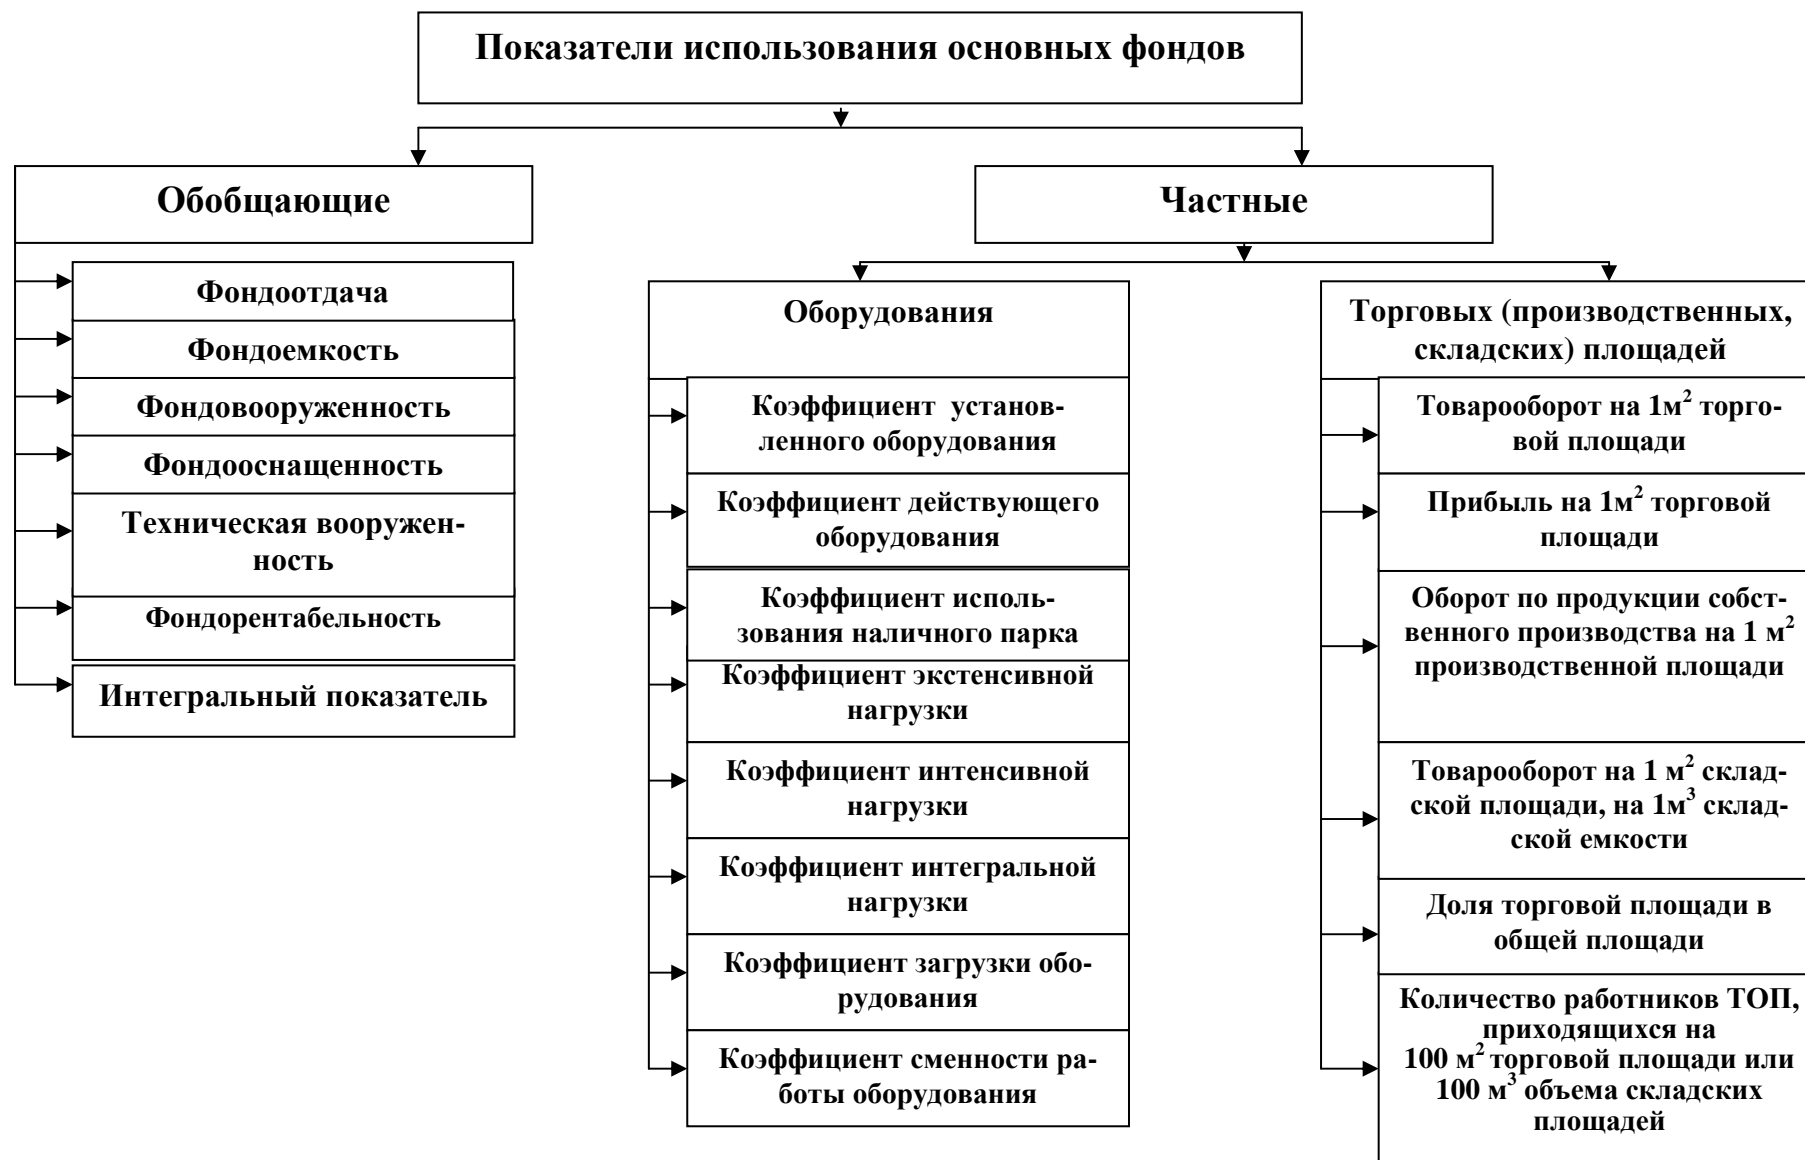 Показатели использования основных фондов
Обобщающие
Частные
Фондоотдача
Фондоемкость
Фондовооруженность
Фондооснащенность
Техническая вооружен-
ность
Фондорентабельность
Интегральный показатель
Оборудования
Коэффициент установ-
ленного оборудования
Коэффициент действующего
оборудования
Коэффициент исполь-
зования наличного парка
Коэффициент экстенсивной
нагрузки
Коэффициент интенсивной
нагрузки
Коэффициент интегральной
нагрузки
Коэффициент загрузки обо-
рудования
Коэффициент сменности ра-
боты оборудования
Торговых (производственных,
складских) площадей
Товарооборот на 1м² торго-
вой площади
Прибыль на 1м² торговой
площади
Оборот по продукции собст-
венного производства на 1 м²
производственной площади
Товарооборот на 1 м² склад-
ской площади, на 1м³ склад-
ской емкости
Доля торговой площади в
общей площади
Количество работников ТОП,
приходящихся на
100 м² торговой площади или
100 м³ объема складских
площадей